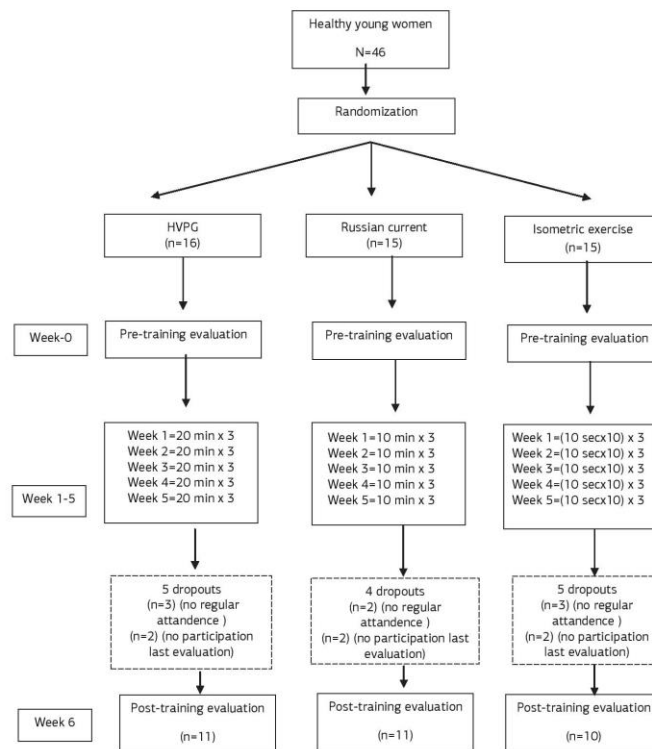 Healthy young women
N=46
Randomization
HVPG
(n=16)
Russian current
(n=15)
Isometric exercise
(n=15)
Week-0
Pre-training evaluation
Pre-training evaluation
Pre-training evaluation
Week 1-5
Week 1=20 min x 3
Week 2=20 min x 3
Week 3=20 min x 3
Week 4=20 min x 3
Week 5=20 min x 3
Week 1=10 min x 3
Week 2=10 min x 3
Week 3=10 min x 3
Week 4=10 min x 3
Week 5=10 min x 3
Week 1=(10 secx10) x 3
Week 2=(10 secx10) x 3
Week 3=(10 secx10) x 3
Week 4=(10 secx10) x 3
Week 5=(10 secx10) x 3
5 dropouts
(n=3) (no regular
attandence )
(n=2) (no participation
last evaluation)
4 dropouts
(n=2) (no regular
attandence )
(n=2) (no participation
last evaluation)
5 dropouts
(n=3) (no regular
attandence )
(n=2) (no participation
last evaluation)
Week 6
Post-training evaluation
(n=11)
Post-training evaluation
(n=11)
Post-training evaluation
(n=10)